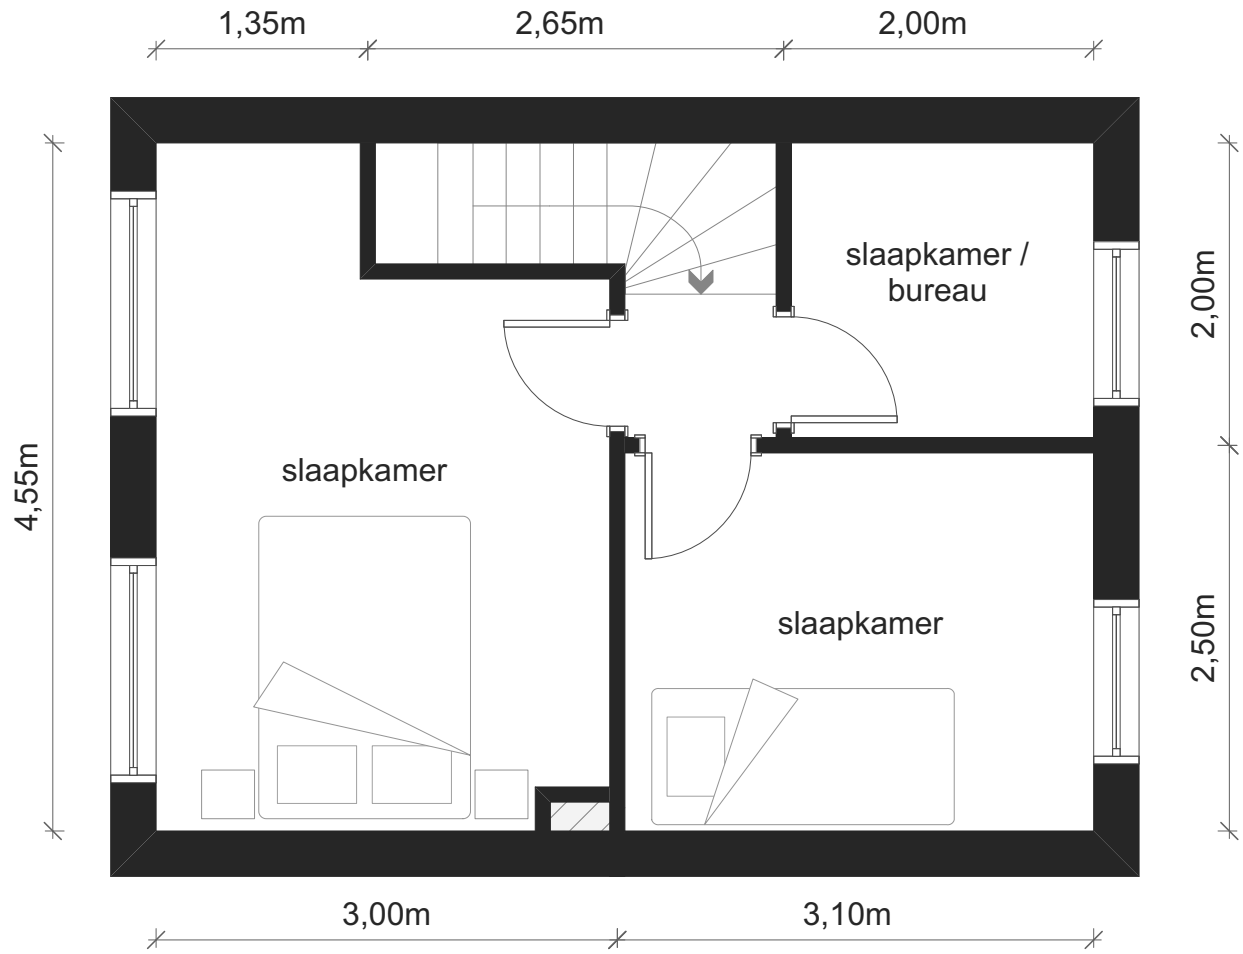 1,35m
2,65m
2,00m
slaapkamer /
bureau
2,00m
4,55m
slaapkamer
slaapkamer
2,50m
3,00m
3,10m